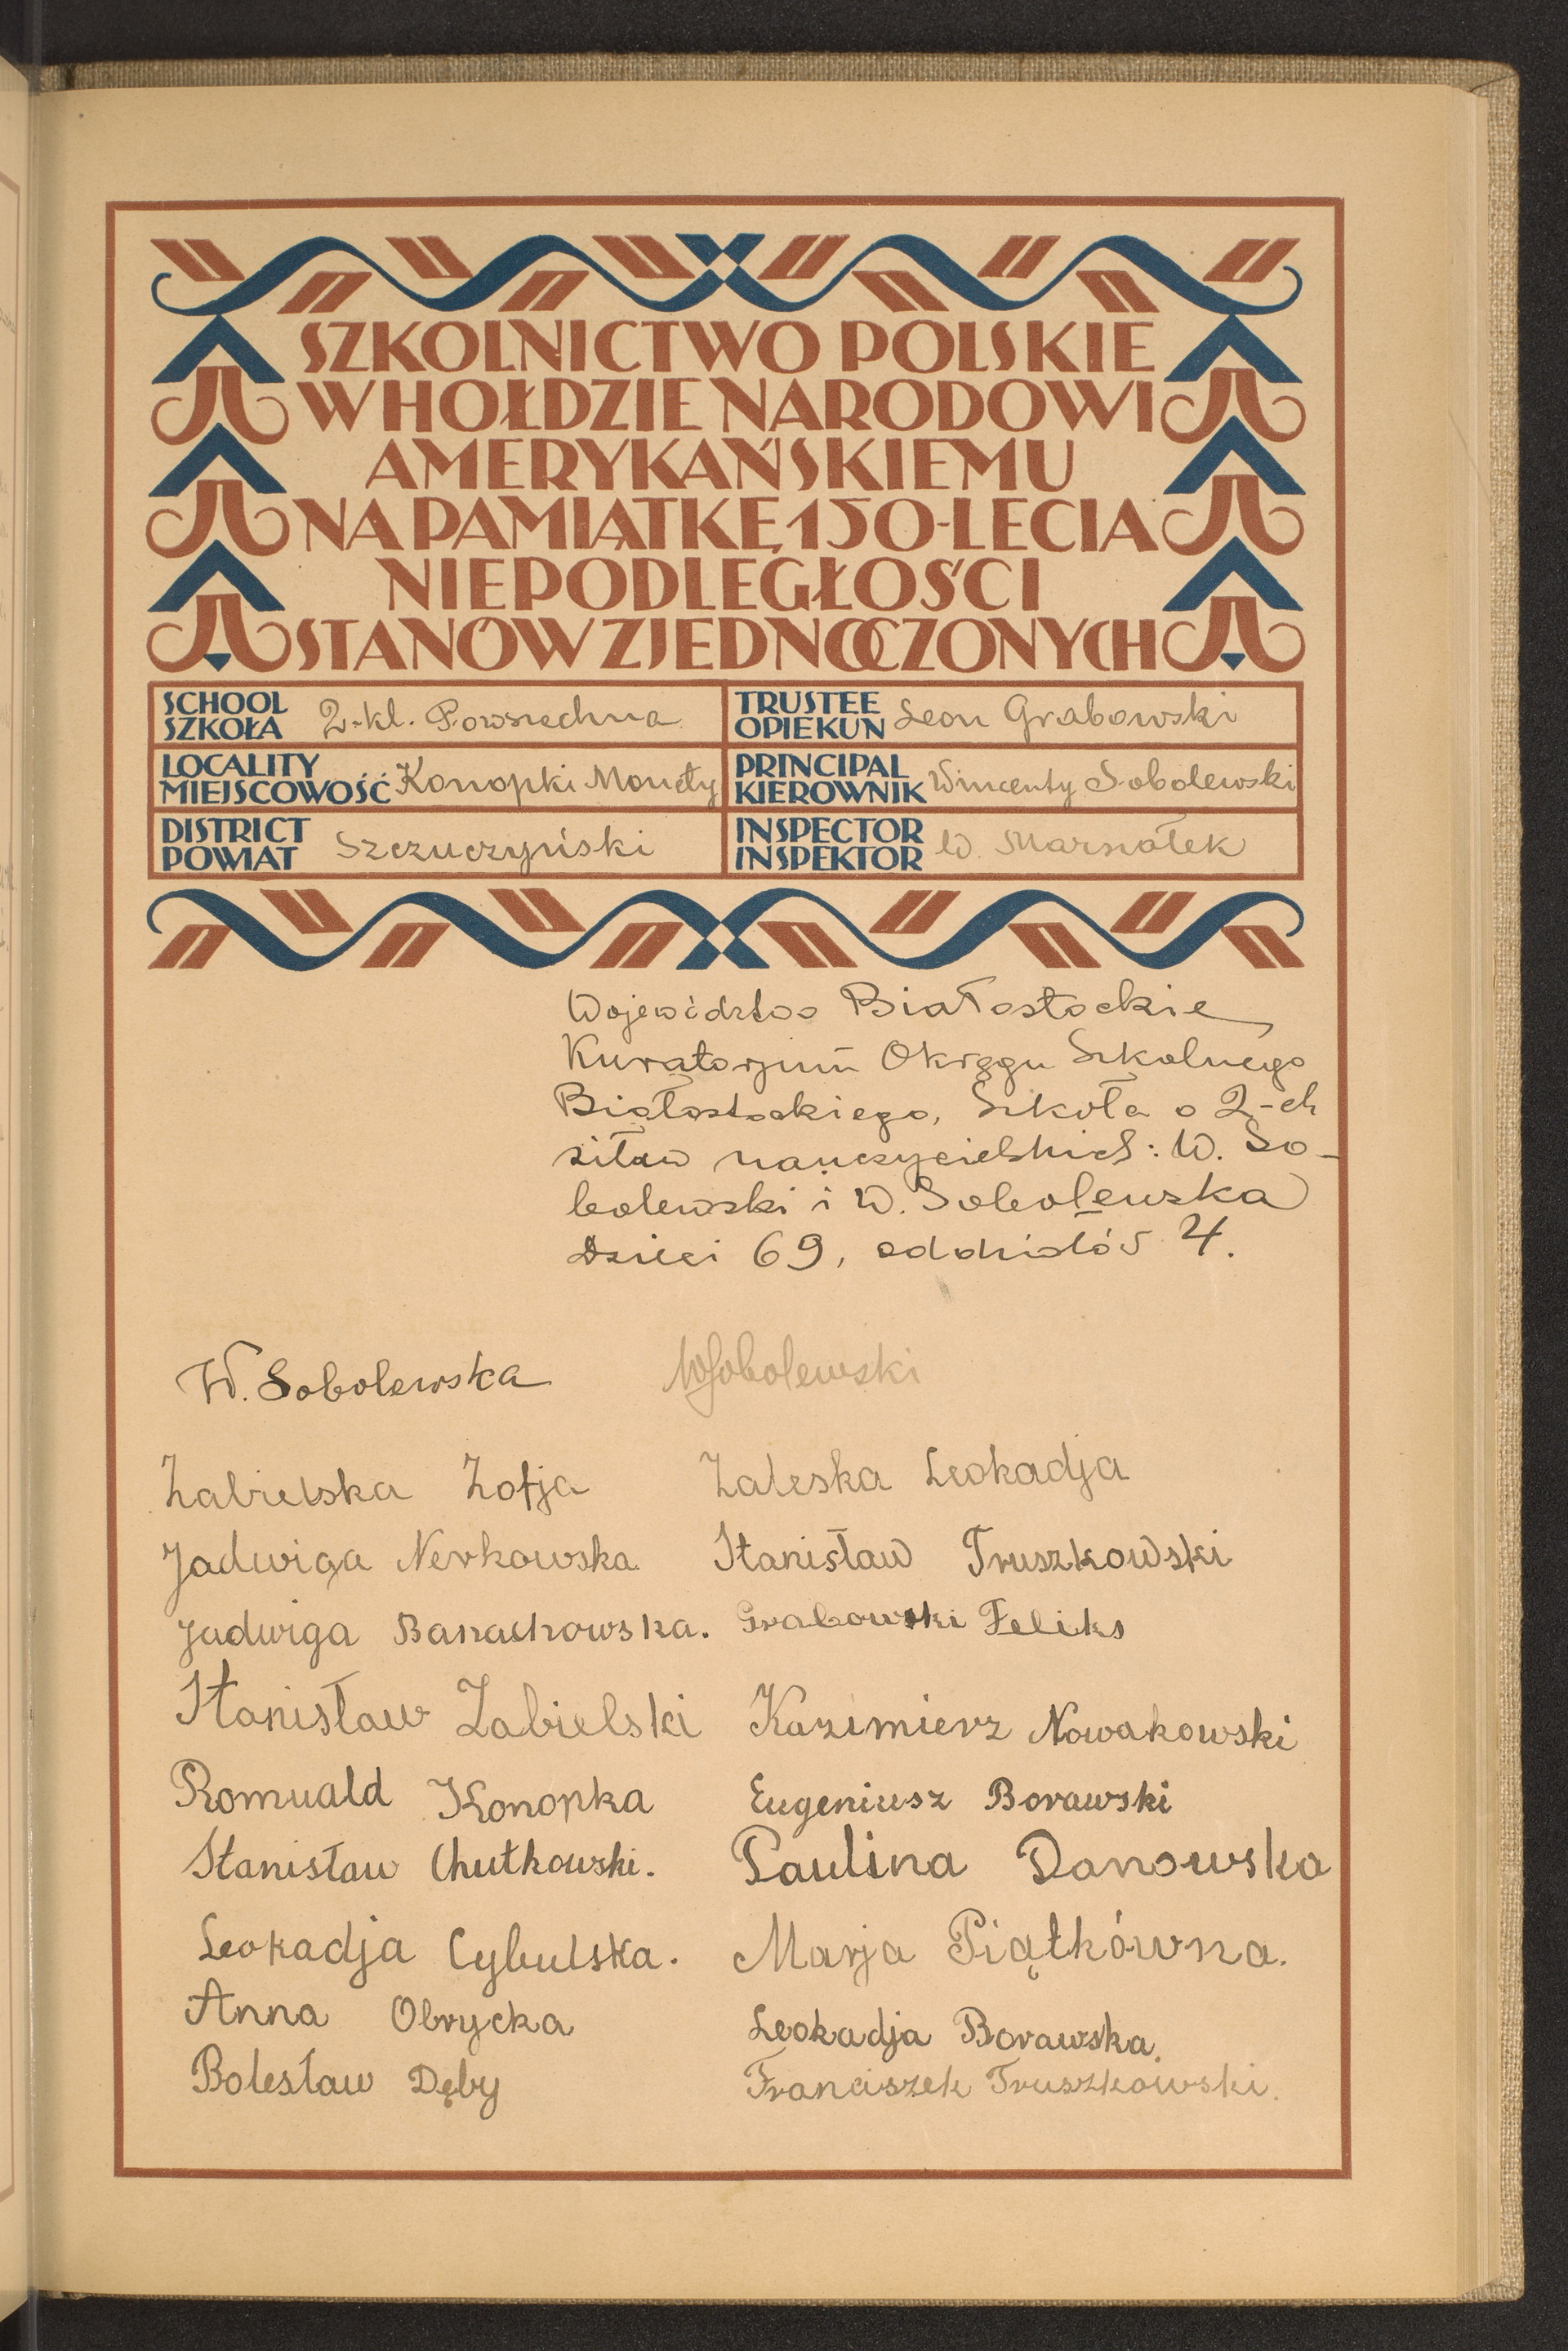 SZKOLNICTWO POLSKIE
W HOŁDZIE NARODOWI
AMERYKAŃSKIEMU
NA PAMIĄTKĘ 150-LECIA
NIEPODLEGŁOŚCI
STANÓW ZJEDNOCZONYCH
SCHOOL
SZKOŁA 2-kl. Powszechna
TRUSTEE
OPIEKUN Leon Grabowski
LOCALITY
MIEJSCOWOŚĆ Konopki Monety
PRINCIPAL
KIEROWNIK Wincenty Sobolewski
DISTRICT
POWIAT Szczuczyński
INSPECTOR
INSPEKTOR W. Marszałek
Województwo Białostockie
Kuratorjum Okręgu Szkolnego
Białostockiego, Szkoła o 2-ch
siłach nauczycielskich: W. So-
bolewski i W. Sobolewska
Dzieci 69, oddziałów 4.
W. Sobolewska WSobolewski
Zabielska Zofja Zaleska Leokadja
Jadwiga Nerkowska Stanisław Truszkowski
Jadwiga Banachowska. Grabowski Feliks
Stanisław Zabielski Kazimierz Nowakowski
Romuald Konopka Eugeniusz Borawski
Stanisław Chutkowski. Paulina Danowska
Leokadja Cybulska. Marja Piątkówna.
Anna Obrycka Leokadja Borawska.
Bolesław Dęby Franciszek Truszkowski.